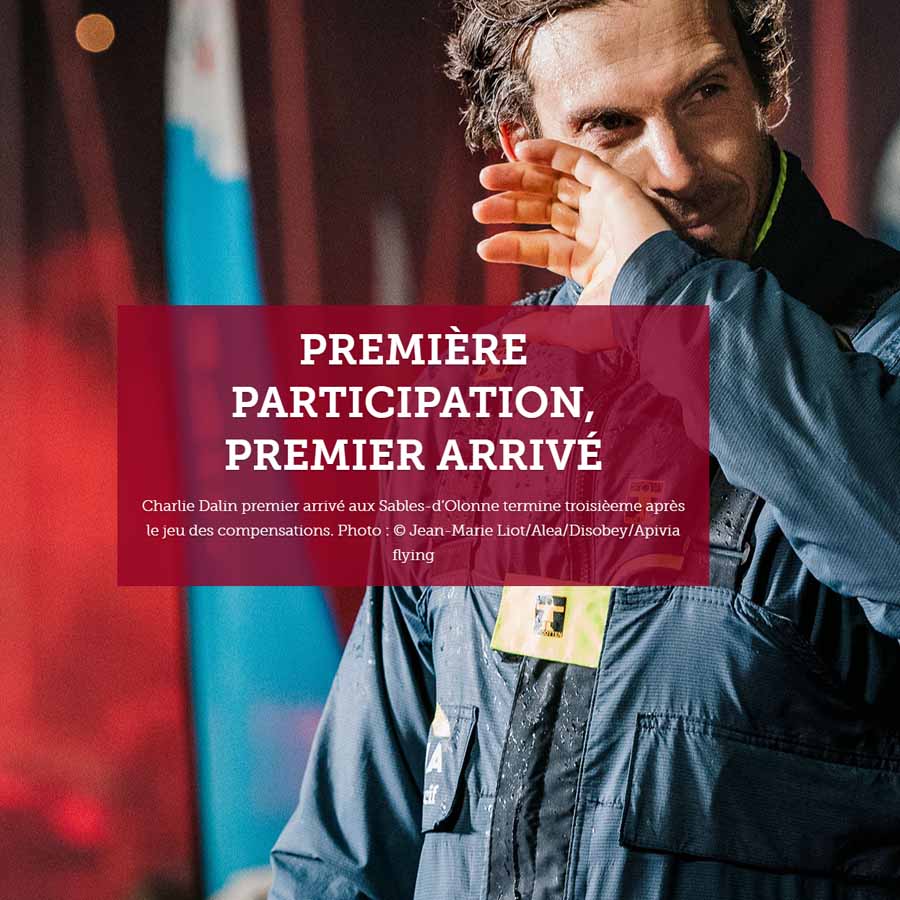 PREMIÈRE
PARTICIPATION,
PREMIER ARRIVÉ
Charlie Dalin premier arrivé aux Sables-d'Olonne termine troisièeme après
le jeu des compensations. Photo : © Jean-Marie Liot/Alea/Disobey/Apivia
flying
COTTEN